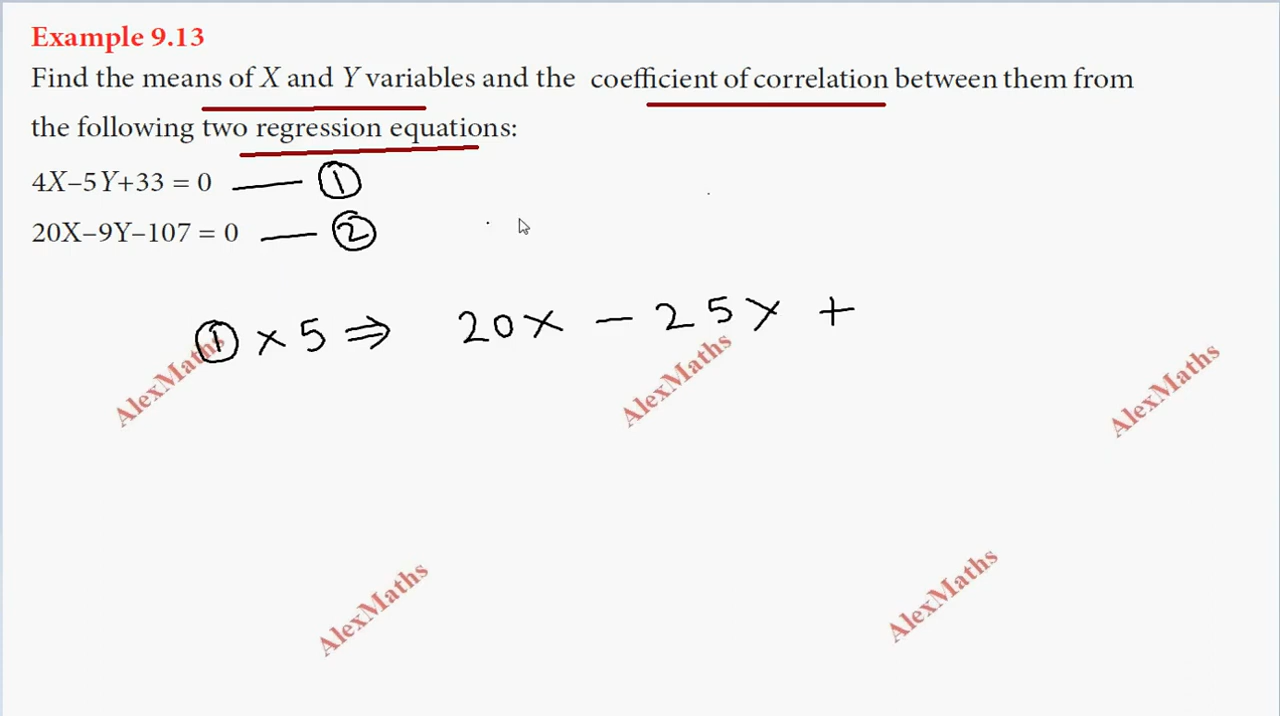 Example 9.13
Find the means of X and Y variables and the coefficient of correlation between them from
the following two regression equations:
4X–5Y+33 = 0 —— ①
20X–9Y–107 = 0 —— ②
① × 5 ⇒ 20x – 25y +
AlexMaths
AlexMaths
AlexMaths
AlexMaths
AlexMaths